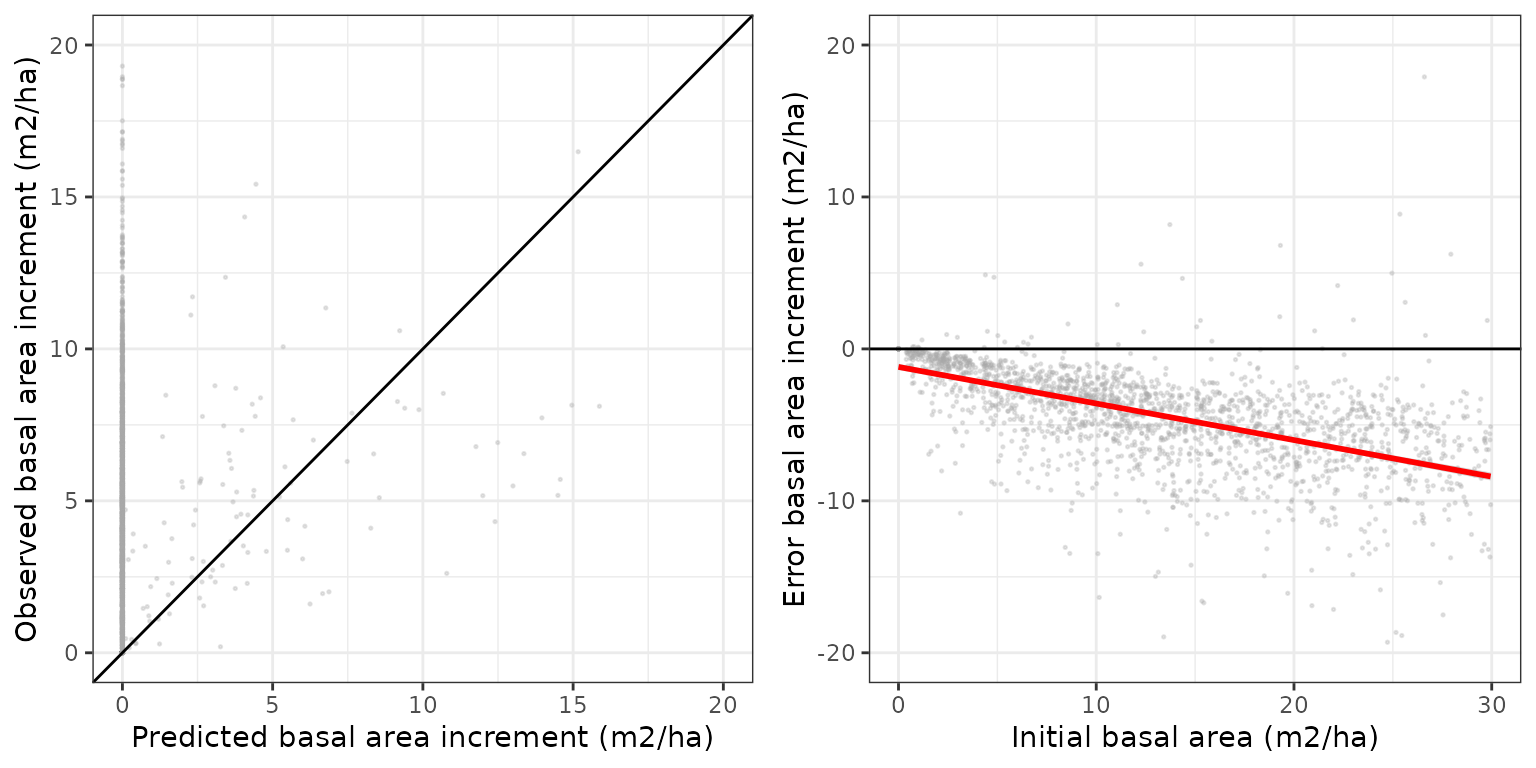 Observed basal area increment (m2/ha)
20
15
10
5
0
0 5 10 15 20
Predicted basal area increment (m2/ha)
Error basal area increment (m2/ha)
20
10
0
-10
-20
0 10 20 30
Initial basal area (m2/ha)